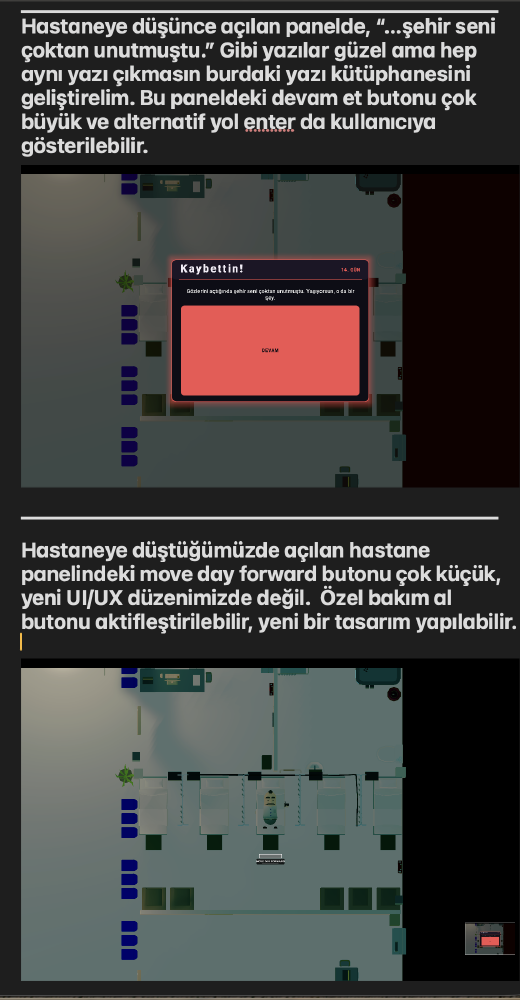 Hastaneye düşünce açılan panelde, “...şehir seni
çoktan unutmuştu.” Gibi yazılar güzel ama hep
aynı yazı çıkmasın burdaki yazı kütüphanesini
geliştirelim. Bu paneldeki devam et butonu çok
büyük ve alternatif yol enter da kullanıcıya
gösterilebilir.
Kaybettin!
14. GÜN
Gözlerini açtığında şehir seni çoktan unutmuştu. Yaşıyorsun, o da bir
şey.
DEVAM
Hastaneye düştüğümüzde açılan hastane
panelindeki move day forward butonu çok küçük,
yeni UI/UX düzenimizde değil.  Özel bakım al
butonu aktifleştirilebilir, yeni bir tasarım yapılabilir.
MOVE DAY FORWARD